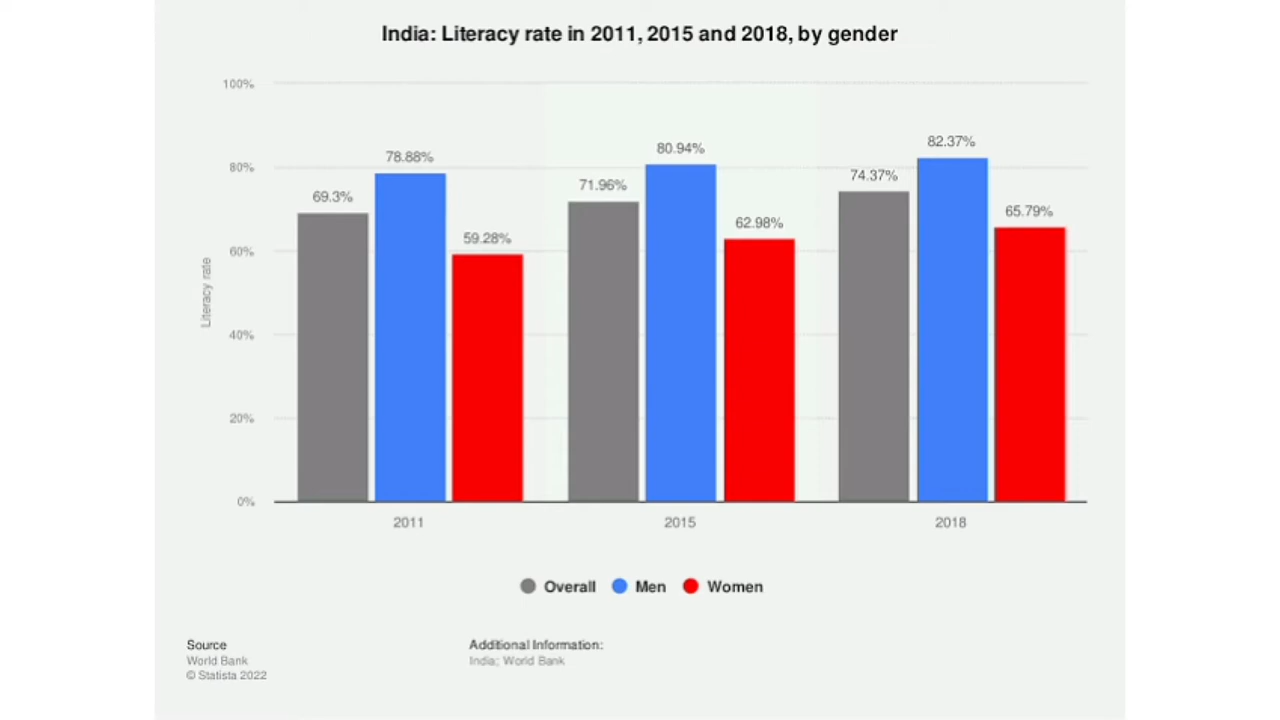 India: Literacy rate in 2011, 2015 and 2018, by gender
100%
80%
60%
40%
20%
0%
Literacy rate
69.3%
78.88%
59.28%
71.96%
80.94%
62.98%
74.37%
82.37%
65.79%
2011
2015
2018
Overall Men Women
Source
World Bank
© Statista 2022
Additional Information:
India; World Bank